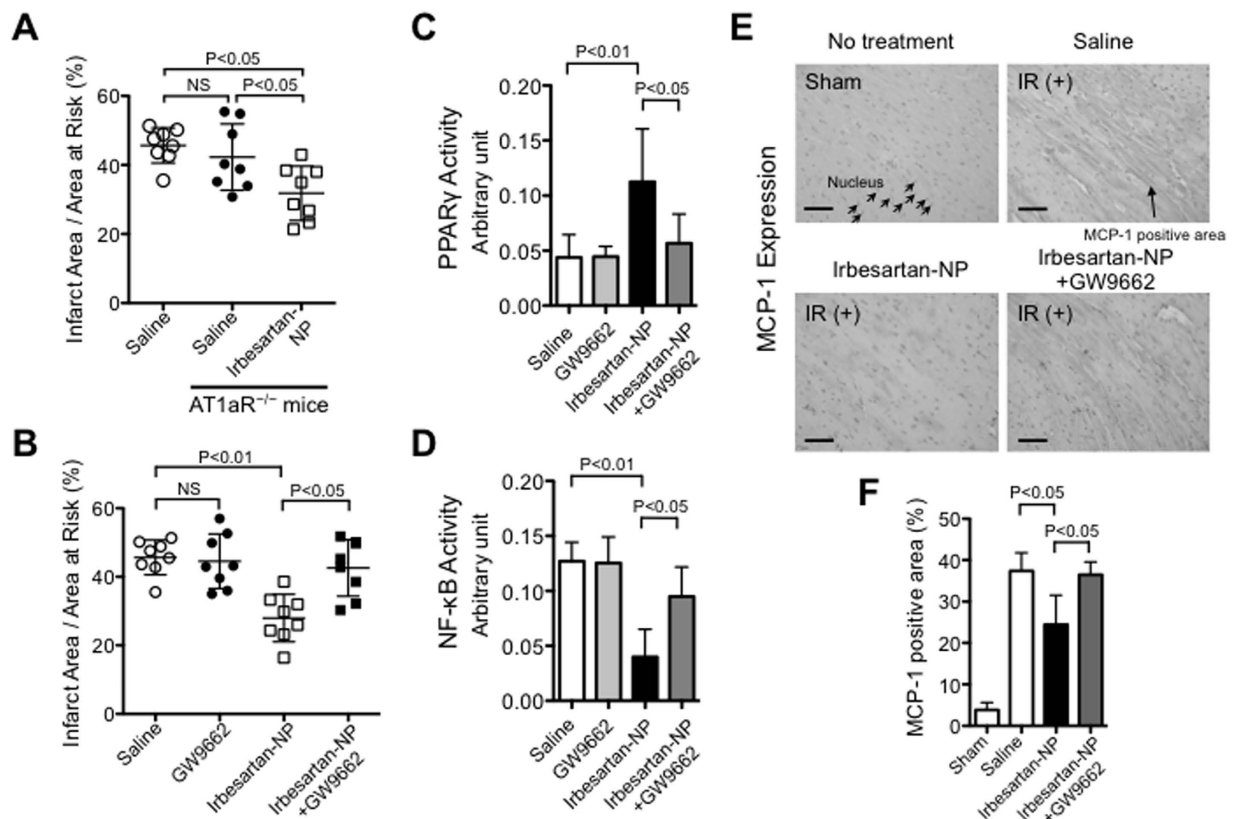 A
P<0.05
NS
P<0.05
Infarct Area / Area at Risk (%)
60
40
20
0
Saline
Saline
Irbesartan-
NP
AT1aR−/− mice
B
P<0.01
NS
P<0.05
Infarct Area / Area at Risk (%)
60
40
20
0
Saline
GW9662
Irbesartan-NP
Irbesartan-NP
+GW9662
C
P<0.01
P<0.05
PPARγ Activity
Arbitrary unit
0.20
0.15
0.10
0.05
0.00
Saline
GW9662
Irbesartan-NP
Irbesartan-NP
+GW9662
D
P<0.01
P<0.05
NF-κB Activity
Arbitrary unit
0.20
0.15
0.10
0.05
0.00
Saline
GW9662
Irbesartan-NP
Irbesartan-NP
+GW9662
E
MCP-1 Expression
No treatment
Saline
Sham
IR (+)
Nucleus
MCP-1 positive area
Irbesartan-NP
Irbesartan-NP
+GW9662
IR (+)
IR (+)
F
P<0.05
P<0.05
MCP-1 positive area (%)
50
40
30
20
10
0
Sham
Saline
Irbesartan-NP
Irbesartan-NP
+GW9662